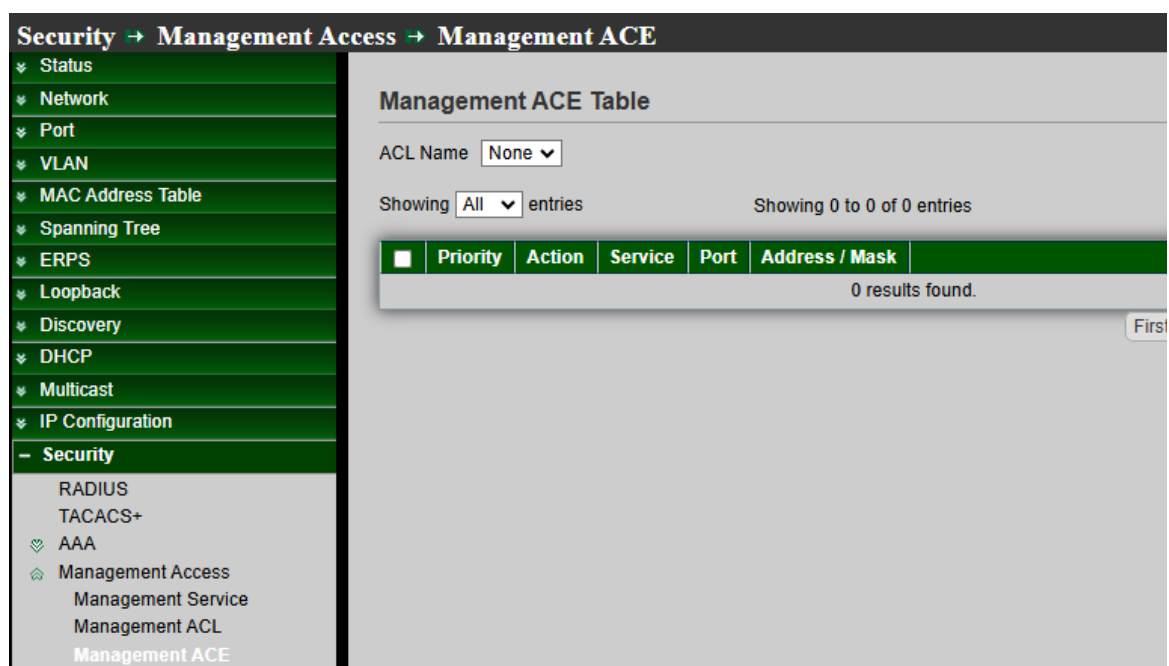 Security → Management Access → Management ACE
Status
Network
Port
VLAN
MAC Address Table
Spanning Tree
ERPS
Loopback
Discovery
DHCP
Multicast
IP Configuration
Security
RADIUS
TACACS+
AAA
Management Access
Management Service
Management ACL
Management ACE
Management ACE Table
ACL Name None
Showing All entries Showing 0 to 0 of 0 entries
Priority Action Service Port Address / Mask
0 results found.
First